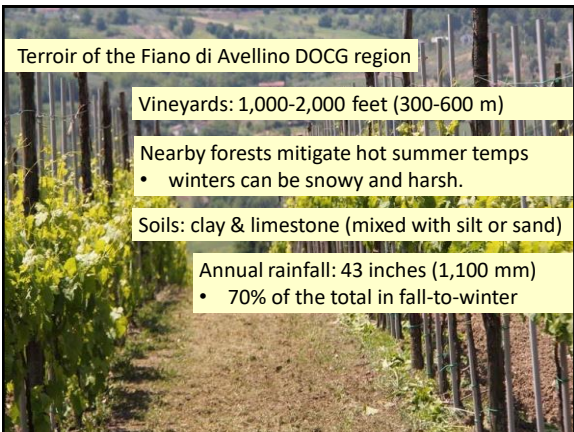 Terroir of the Fiano di Avellino DOCG region
Vineyards: 1,000-2,000 feet (300-600 m)
Nearby forests mitigate hot summer temps
• winters can be snowy and harsh.
Soils: clay & limestone (mixed with silt or sand)
Annual rainfall: 43 inches (1,100 mm)
• 70% of the total in fall-to-winter